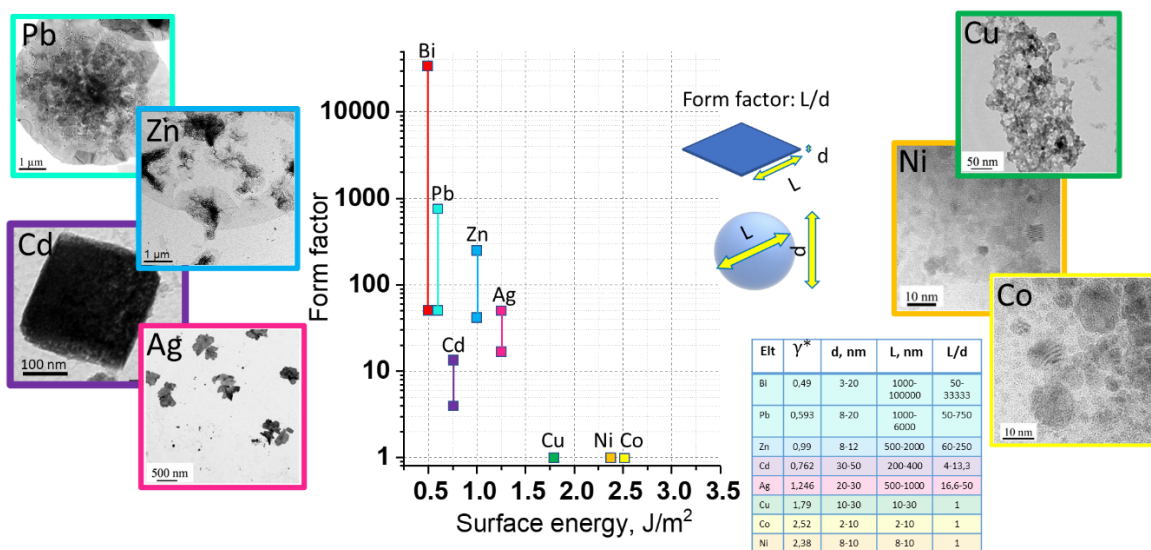 Pb
1 µm
Zn
1 µm
Cd
100 nm
Ag
500 nm
Form factor
10000
1000
100
10
1
Bi
Pb
Zn
Ag
Cd
Cu
Ni
Co
0.5 1.0 1.5 2.0 2.5 3.0
Surface energy, J/m²
Form factor: L/d
d
L
L
d
Cu
50 nm
Ni
10 nm
Co
10 nm
Elt γ* d, nm L, nm L/d
Bi 0,49 3-20 1000-100000 50-33333
Pb 0,593 8-20 1000-6000 50-750
Zn 0,99 8-12 500-2000 60-250
Cd 0,762 30-50 200-400 4-13,3
Ag 1,246 20-30 500-1000 16,6-50
Cu 1,79 10-30 10-30 1
Co 2,52 2-10 2-10 1
Ni 2,38 8-10 8-10 1